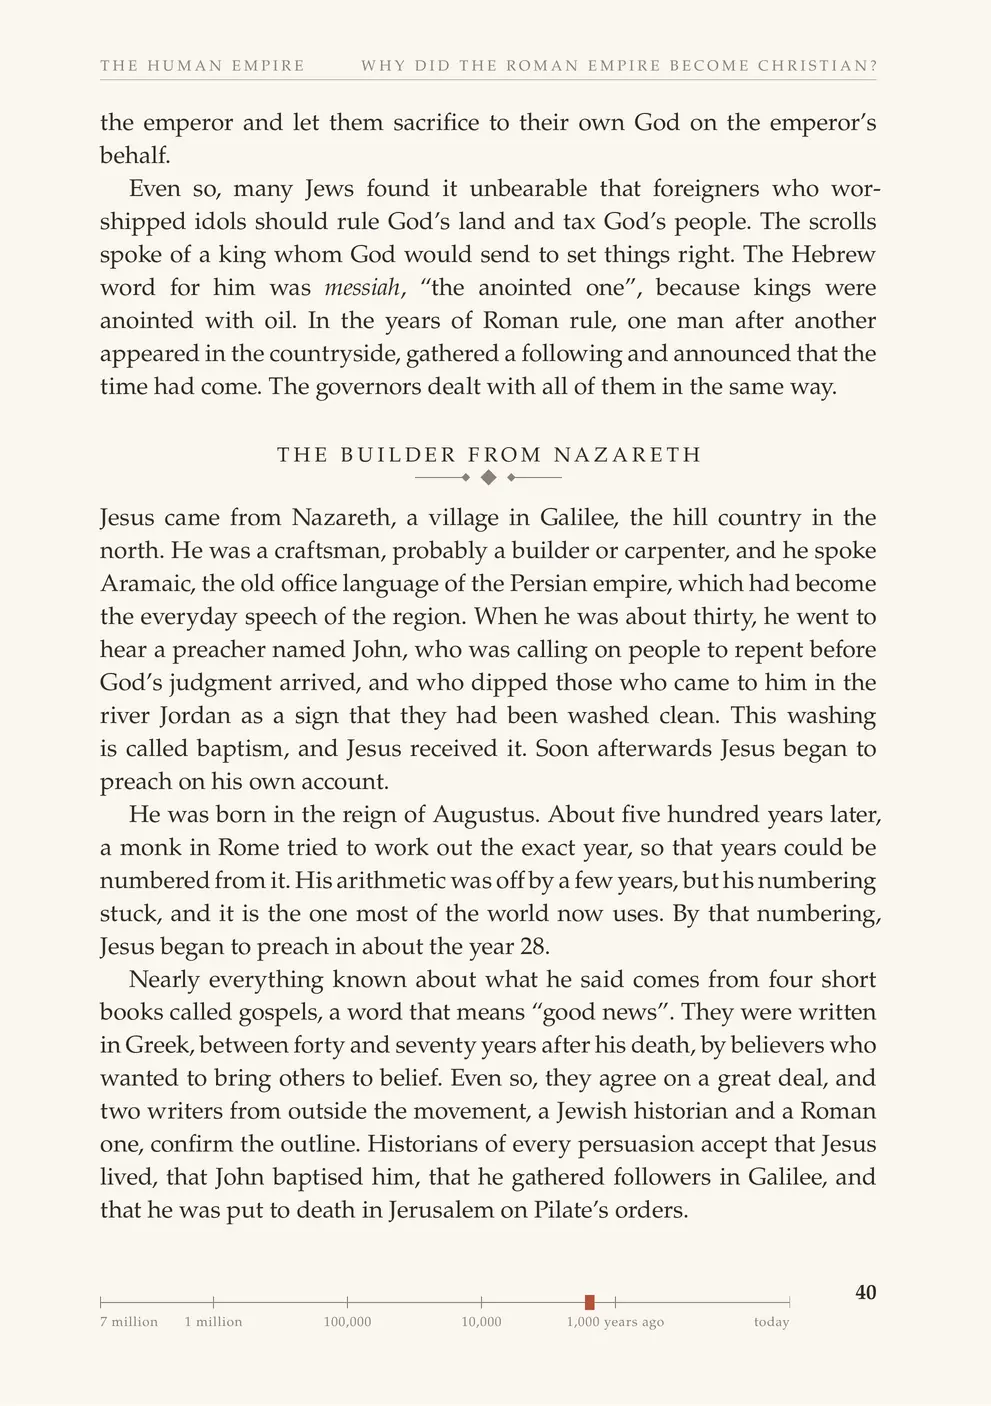 THE HUMAN EMPIRE WHY DID THE ROMAN EMPIRE BECOME CHRISTIAN?
the emperor and let them sacrifice to their own God on the emperor’s
behalf.
Even so, many Jews found it unbearable that foreigners who wor-
shipped idols should rule God’s land and tax God’s people. The scrolls
spoke of a king whom God would send to set things right. The Hebrew
word for him was messiah, “the anointed one”, because kings were
anointed with oil. In the years of Roman rule, one man after another
appeared in the countryside, gathered a following and announced that the
time had come. The governors dealt with all of them in the same way.
THE BUILDER FROM NAZARETH
Jesus came from Nazareth, a village in Galilee, the hill country in the
north. He was a craftsman, probably a builder or carpenter, and he spoke
Aramaic, the old office language of the Persian empire, which had become
the everyday speech of the region. When he was about thirty, he went to
hear a preacher named John, who was calling on people to repent before
God’s judgment arrived, and who dipped those who came to him in the
river Jordan as a sign that they had been washed clean. This washing
is called baptism, and Jesus received it. Soon afterwards Jesus began to
preach on his own account.
He was born in the reign of Augustus. About five hundred years later,
a monk in Rome tried to work out the exact year, so that years could be
numbered from it. His arithmetic was off by a few years, but his numbering
stuck, and it is the one most of the world now uses. By that numbering,
Jesus began to preach in about the year 28.
Nearly everything known about what he said comes from four short
books called gospels, a word that means “good news”. They were written
in Greek, between forty and seventy years after his death, by believers who
wanted to bring others to belief. Even so, they agree on a great deal, and
two writers from outside the movement, a Jewish historian and a Roman
one, confirm the outline. Historians of every persuasion accept that Jesus
lived, that John baptised him, that he gathered followers in Galilee, and
that he was put to death in Jerusalem on Pilate’s orders.
40
7 million 1 million 100,000 10,000 1,000 years ago today